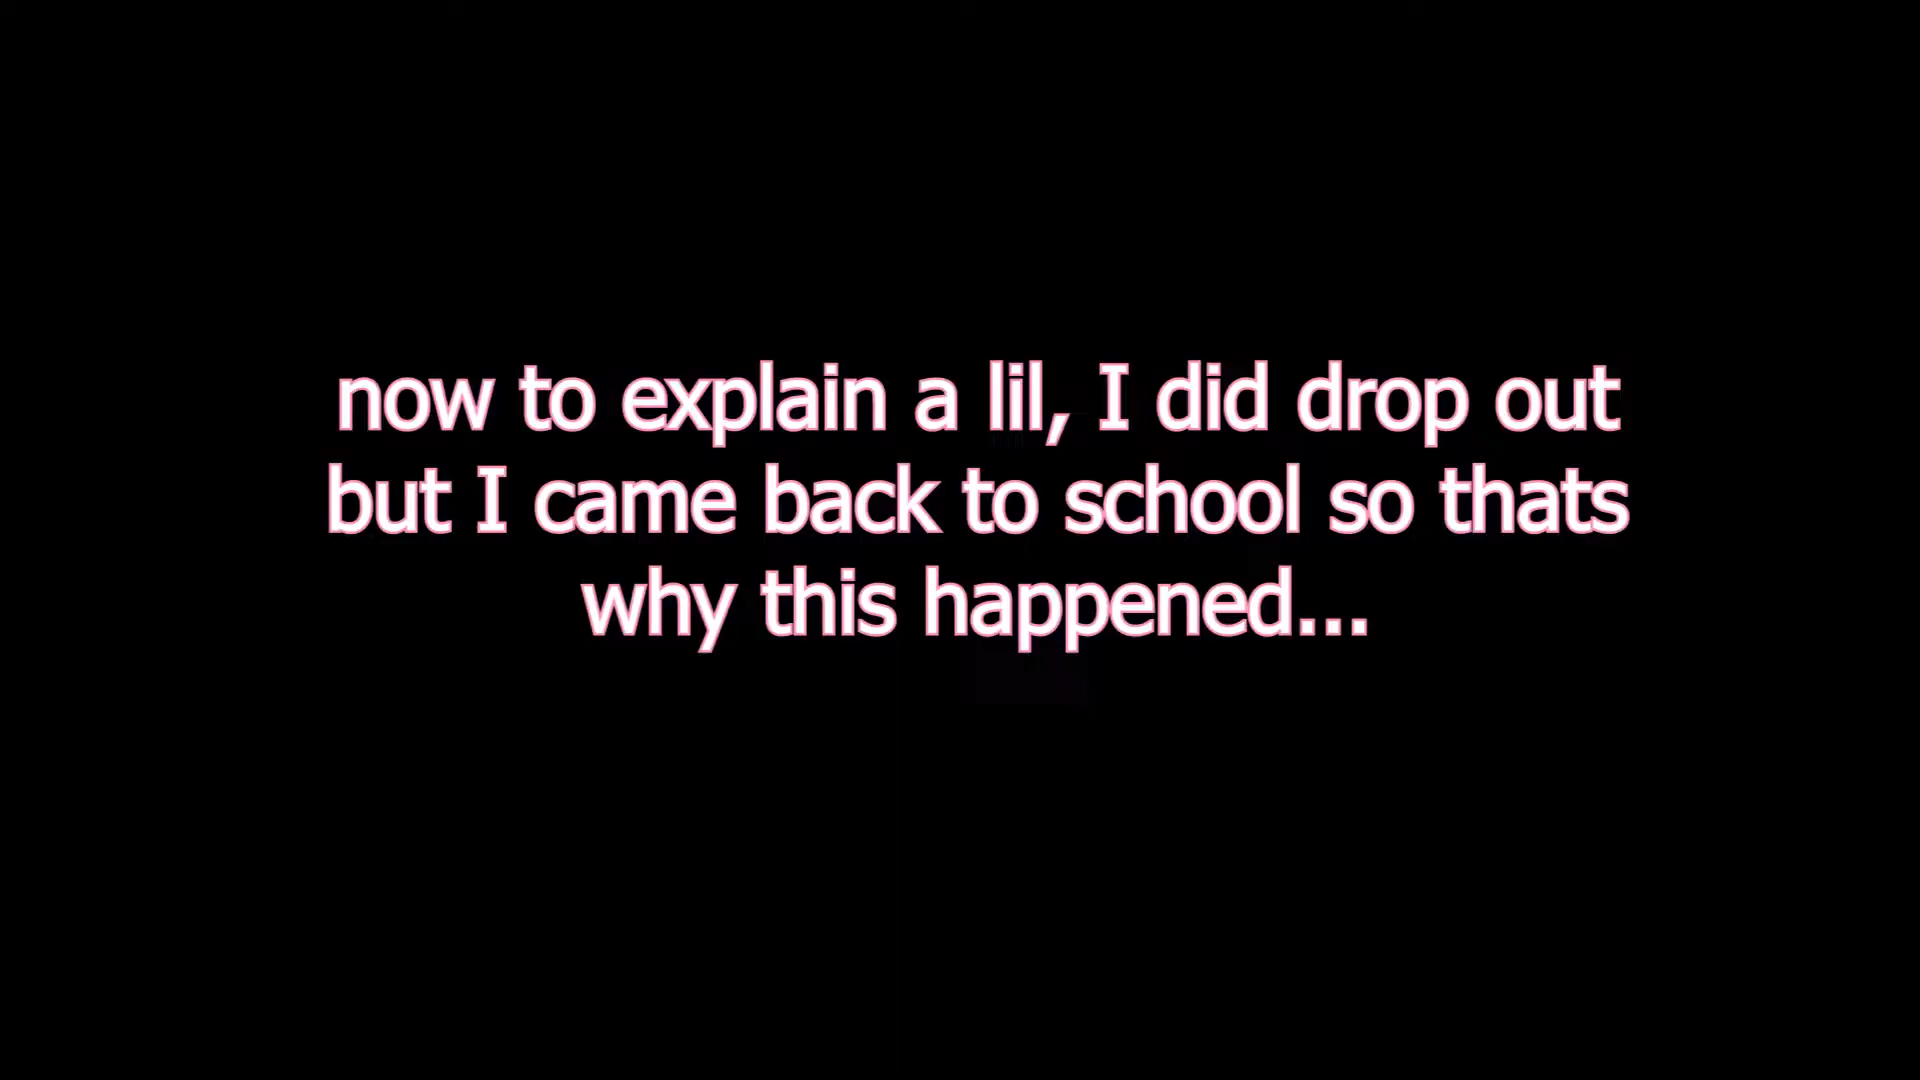 now to explain a lil, I did drop out
but I came back to school so thats
why this happened...